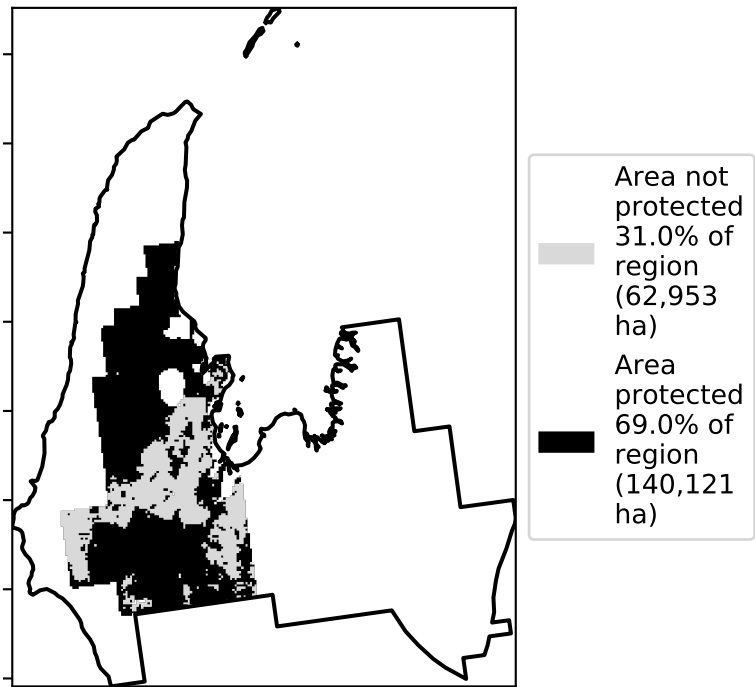 Area not
protected
31.0% of
region
(62,953
ha)
Area
protected
69.0% of
region
(140,121
ha)